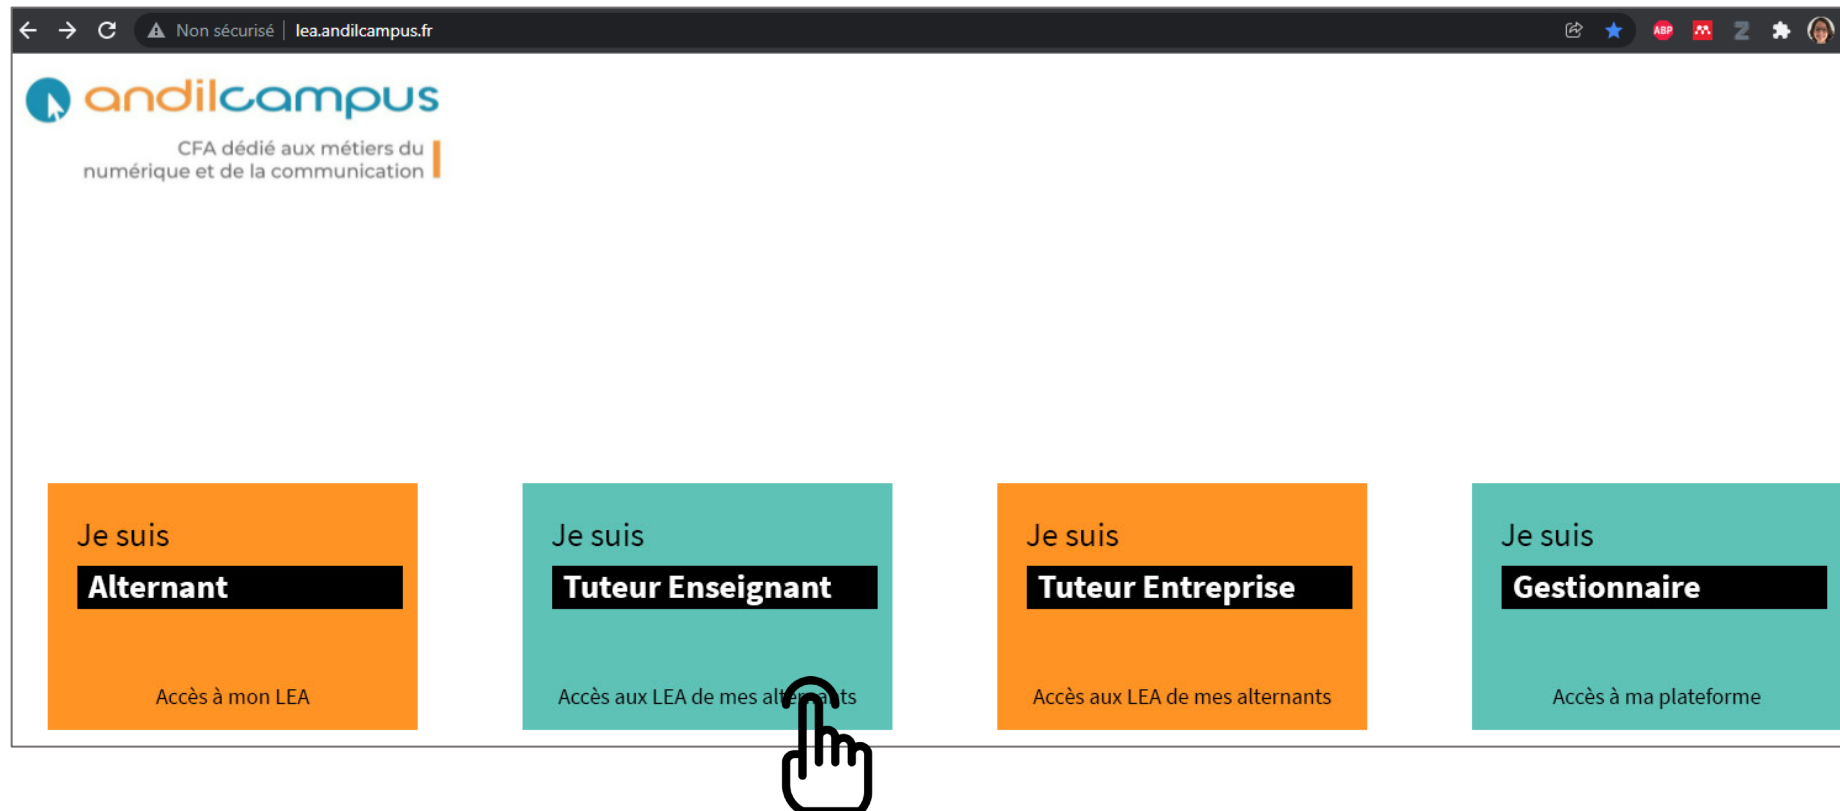 Non sécurisé | lea.andilcampus.fr
ABP
andilcampus
CFA dédié aux métiers du
numérique et de la communication
Je suis
Alternant
Accès à mon LEA
Je suis
Tuteur Enseignant
Accès aux LEA de mes alternants
Je suis
Tuteur Entreprise
Accès aux LEA de mes alternants
Je suis
Gestionnaire
Accès à ma plateforme